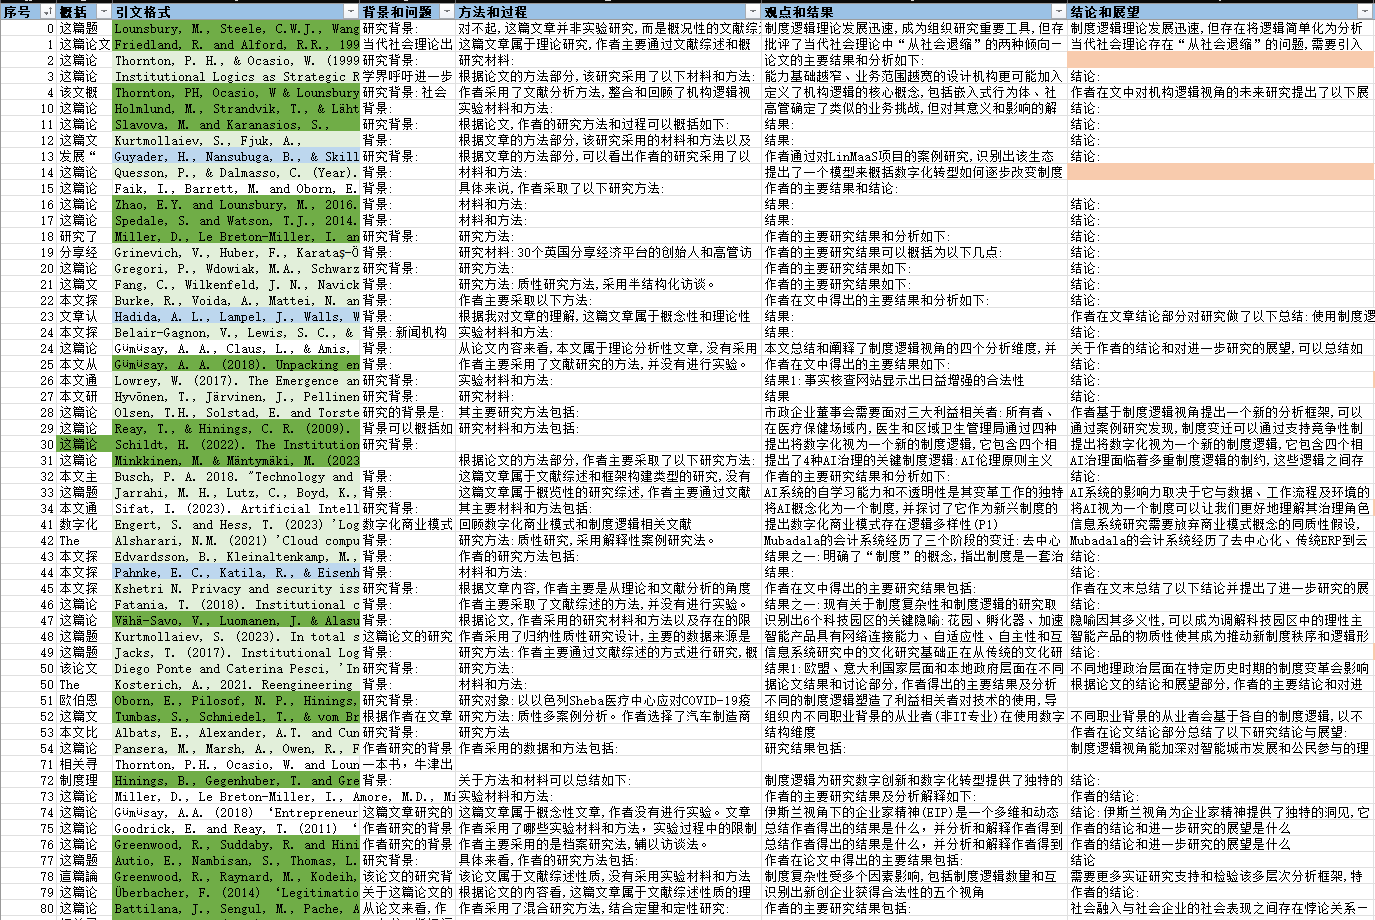 序号 概括 引文格式 背景和问题 方法和过程 观点和结果 结论和展望
0 这篇题 Lounsbury, M., Steele, C.W.J., Wang 研究背景: 对不起,这篇文章并非实验研究,而是概况性的文献综 制度逻辑理论发展迅速,成为组织研究重要工具,但存 制度逻辑理论发展迅速,但存在将逻辑简单化为分析
1 这篇论文 Friedland, R. and Alford, R.R., 199 当代社会理论出 这篇文章属于理论研究,作者主要通过文献综述和概 批评了当代社会理论中“从社会退缩”的两种倾向— 当代社会理论存在“从社会退缩”的问题,需要引入
2 这篇论 Thornton, P. H., & Ocasio, W. (1999 研究背景: 研究材料: 论文的主要结果和分析如下:
3 这篇论 Institutional Logics as Strategic R 学界呼吁进一步 根据论文的方法部分,该研究采用了以下材料和方法: 能力基础越窄、业务范围越宽的设计机构更可能加入 结论:
4 该文概 Thornton, PH, Ocasio, W & Lounsbury 研究背景: 社会 作者采用了文献分析方法,整合和回顾了机构逻辑视 定义了机构逻辑的核心概念,包括嵌入式行为体、社 作者在文中对机构逻辑视角的未来研究提出了以下展
10 这篇论 Holmlund, M., Strandvik, T., & Läht 背景: 实验材料和方法: 高管确定了类似的业务挑战,但对其意义和影响的解 结论:
11 这篇论 Slavova, M. and Karanasios, S., 研究背景: 根据论文,作者的研究方法和过程可以概括如下: 结果: 结论:
12 这篇文 Kurtmollaiev, S., Fjuk, A., 背景: 根据文章的方法部分,该研究采用的材料和方法以及 结果: 结论:
13 发展“ Guyader, H., Nansubuga, B., & Skill 研究背景: 根据文章的方法部分,可以看出作者的研究采用了以 作者通过对LinMaaS项目的案例研究,识别出该生态 结论:
14 这篇论 Quesson, P., & Dalmasso, C. (Year). 背景: 材料和方法: 提出了一个模型来概括数字化转型如何逐步改变制度
15 这篇论 Faik, I., Barrett, M. and Oborn, E. 背景: 具体来说,作者采取了以下研究方法: 作者的主要结果和结论:
16 这篇论 Zhao, E.Y. and Lounsbury, M., 2016. 背景: 材料和方法: 结果: 结论:
17 这篇论 Spedale, S. and Watson, T.J., 2014. 背景: 材料和方法: 结果: 结论:
18 研究了 Miller, D., Le Breton-Miller, I. an 研究背景: 研究方法: 作者的主要研究结果和分析如下: 结论:
19 分享经 Grinevich, V., Huber, F., Karataş-Ö 背景: 研究材料: 30个英国分享经济平台的创始人和高管访 作者的主要研究结果可以概括为以下几点: 结论:
20 这篇论 Gregori, P., Wdowiak, M.A., Schwarz 研究背景: 研究方法: 作者的主要研究结果如下: 结论:
21 这篇文 Fang, C., Wilkenfeld, J. N., Navick 背景: 研究方法: 质性研究方法,采用半结构化访谈。 作者的主要研究结果如下: 结论:
22 本文探 Burke, R., Voida, A., Mattei, N. an 背景: 作者主要采取以下方法: 作者在文中得出的主要结果和分析如下: 结论:
23 文章认 Hadida, A. L., Lampel, J., Walls, W 背景: 根据我对文章的理解,这篇文章属于概念性和理论性 结果: 作者在文章结论部分对研究做了以下总结: 使用制度逻
24 本文探 Belair-Gagnon, V., Lewis, S. C., & 背景: 新闻机构 实验材料和方法: 结果: 结论:
24 这篇论 Gümüsay, A. A., Claus, L., & Amis, 背景: 从论文内容来看,本文属于理论分析性文章,没有采用 本文总结和阐释了制度逻辑视角的四个分析维度,并 关于作者的结论和对进一步研究的展望,可以总结如
25 本文从 Gümüsay, A. A. (2018). Unpacking en 背景: 作者主要采用了文献研究的方法,并没有进行实验。 作者的主要结果包括: 结论:
26 本文通 Lowrey, W. (2017). The Emergence an 研究背景: 实验材料和方法: 结果1: 事实核查网站显示出日益增强的合法性 结论:
27 本文研 Hyvönen, T., Järvinen, J., Pellinen 研究背景: 研究材料: 结果 结论:
28 这篇论 Olsen, T.H., Solstad, E. and Torste 研究的背景是: 其主要研究方法包括: 市政企业董事会需要面对三大利益相关者: 所有者、 作者基于制度逻辑视角提出一个新的分析框架,可以
29 这篇论 Reay, T., & Hinings, C. R. (2009). 背景可以概括如 研究材料和方法包括: 在医疗保健场域内,医生和区域卫生管理局通过四种 通过案例研究发现,制度变迁可以通过支持竞争性制
30 这篇论 Schildt, H. (2022). The Institution 研究背景: 提出将数字化视为一个新的制度逻辑,它包含四个相 提出将数字化视为一个新的制度逻辑,它包含四个相
31 这篇论 Minkkinen, M. & Mäntymäki, M. (2023 根据论文的方法部分,作者主要采取了以下研究方法: 提出了4种AI治理的关键制度逻辑: AI伦理原则主义 AI治理面临着多重制度逻辑的制约,这些逻辑之间存
32 本文主 Busch, P. A. 2018. "Technology and 背景: 这篇文章属于文献综述和框架构建类型的研究,没有 作者的主要研究结果和分析如下: 结论:
33 这篇题 Jarrahi, M. H., Lutz, C., Boyd, K., 背景: 这篇文章属于概览性的研究综述,作者主要通过文献 AI系统的自学习能力和不透明性是其变革工作的独特 AI系统的影响力取决于它与数据、工作流程及环境的
34 本文通 Sifat, I. (2023). Artificial Intell 研究背景: 其主要材料和方法包括: 将AI概念化为一个制度,并探讨了它作为新兴制度的 将AI视为一个制度可以让我们更好地理解其治理角色
41 数字化 Engert, S. and Hess, T. (2023) 'Log 数字化商业模式 回顾数字化商业模式和制度逻辑相关文献 提出数字化商业模式存在逻辑多样性(P1) 信息系统研究需要放弃商业模式概念的同质性假设,
42 The Alsharari, N.M. (2021) 'Cloud compu 背景: 研究方法: 质性研究,采用解释性案例研究法。 Mubadala的会计系统经历了三个阶段的变迁: 去中心 Mubadala的会计系统经历了去中心化、传统ERP到云
43 本文探 Edvardsson, B., Kleinaltenkamp, M., 背景: 作者的研究方法包括: 结果之一: 明确了“制度”的概念,指出制度是一套治 结论:
44 本文探 Pahnke, E. C., Katila, R., & Eisenh 背景: 材料和方法: 结果: 结论:
45 本文探 Kshetri N. Privacy and security iss 背景: 根据文章内容,作者主要是从理论和文献分析的角度 作者在文中得出的主要研究结果包括: 作者在文末总结了以下结论并提出了进一步研究的展
46 这篇论 Fatania, T. (2018). Institutional c 背景: 作者主要采取了文献综述的方法,并没有进行实验。 结果之一: 现有关于制度复杂性和制度逻辑的研究取 结论:
47 这篇论 Vähä-Savo, V., Luomanen, J. & Alasu 背景: 根据论文,作者采用的研究材料和方法以及存在的限 识别出6个科技园区的关键隐喻: 花园、孵化器、加速 隐喻因其多义性,可以成为调解科技园区中的理性主
48 这篇题 Kurtmollaiev, S. (2023). In total s 这篇论文的研究 作者采用了归纳性质性研究设计,主要的数据来源是 智能产品具有网络连接能力、自适应性、自主性和互 智能产品的物质性使其成为推动新制度秩序和逻辑形
49 这篇题 Jacks, T. (2017). Institutional Log 背景: 研究方法: 作者主要通过文献综述的方式进行研究,概 信息系统研究中的文化研究基础正在从传统的文化研 结论:
50 该论文 Diego Ponte and Caterina Pesci, 'In 背景: 研究方法: 结果1: 欧盟、意大利国家层面和本地政府层面在不同 不同地理政治层面在特定历史时期的制度变革会影响
50 The Kosterich, A., 2021. Reengineering 背景: 材料和方法: 据论文结果和讨论部分,作者得出的主要结果及分析 根据论文的结论和展望部分,作者的主要结论和对进
51 欧伯恩 Oborn, E., Pilosof, N. P., Hinings, 研究背景: 研究对象: 以以色列Sheba医疗中心应对COVID-19疫 不同的制度逻辑塑造了利益相关者对技术的使用,导 结论:
52 这篇文 Tumbas, S., Schmiedel, T., & vom Br 根据作者在文章 研究方法: 质性多案例分析。作者选择了汽车制造商 组织内不同职业背景的从业者(非IT专业)在使用数字 不同职业背景的从业者会基于各自的制度逻辑,以不
53 本文比 Albats, E., Alexander, A.T. and Cun 研究背景: 研究方法 结构维度 作者在论文结论部分总结了以下研究结论与展望:
54 这篇论 Pansera, M., Marsh, A., Owen, R., F 作者研究的背景 作者采用的数据和方法包括: 研究结果包括: 制度逻辑视角能加深对智能城市发展和公民参与的理
71 相关寻 Thornton, P.H., Ocasio, W. and Loun 一本书,牛津出
72 制度理 Hinings, B., Gegenhuber, T. and Gre 背景: 关于方法和材料可以总结如下: 制度逻辑为研究数字创新和数字化转型提供了独特的 结论:
73 这篇论 Miller, D., Le Breton-Miller, I., Amore, M.D., Mi 实验材料和方法: 作者的主要研究结果及分析解释如下: 作者的结论:
74 这篇论 Gümüsay, A.A. (2018) ‘Entrepreneur 这篇文章研究的 这篇文章属于概念性文章,作者没有进行实验。文章 伊斯兰视角下的企业家精神(EIP)是一个多维和动态 结论: 伊斯兰视角为企业家精神提供了独特的洞见,它
75 这篇论 Goodrick, E. and Reay, T. (2011) ‘ 作者研究的背景 作者采用了哪些实验材料和方法，实验过程中的限制 总结作者得出的结果是什么，并分析和解释作者得到 作者的结论和进一步研究的展望是什么
76 这篇论 Greenwood, R., Suddaby, R. and Hini 作者研究的背景 作者主要采用的是档案研究法,辅以访谈法。 总结作者得出的结果是什么，并分析和解释作者得到 作者的结论和进一步研究的展望是什么
77 这篇题 Autio, E., Nambisan, S., Thomas, L. 研究背景: 具体来看,作者的研究方法包括: 作者在论文中得出的主要结果包括: 结论
78 這篇論 Greenwood, R., Raynard, M., Kodeih, 该论文的研究背 该论文属于文献综述性质,没有采用实验材料和方法 制度复杂性受多个因素影响,包括制度逻辑数量和互 需要更多实证研究支持和检验该多层次分析框架,特
79 这篇论 Überbacher, F. (2014) ‘Legitimatio 关于这篇论文的 根据论文的内容看,这篇文章属于文献综述性质的理 识别出新创企业获得合法性的五个视角 作者的结论:
80 这篇论 Battilana, J., Sengul, M., Pache, A 从论文来看,作 作者采用了混合研究方法,结合定量和定性研究: 作者的主要研究结果包括: 社会融入与社会企业的社会表现之间存在悖论关系—